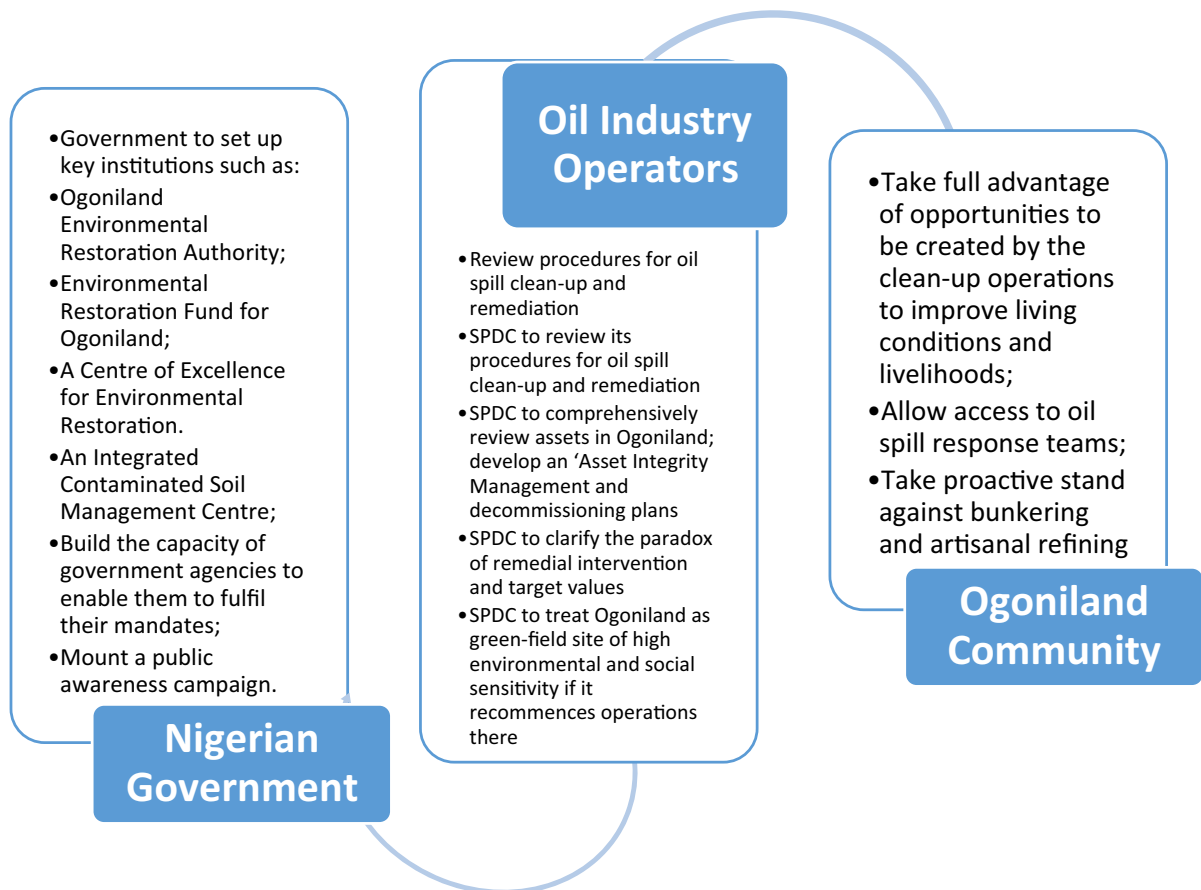 •Government to set up
key institutions such as:
•Ogoniland
Environmental
Restoration Authority;
•Environmental
Restoration Fund for
Ogoniland;
•A Centre of Excellence
for Environmental
Restoration.
•An Integrated
Contaminated Soil
Management Centre;
•Build the capacity of
government agencies to
enable them to fulfil
their mandates;
•Mount a public
awareness campaign.
Nigerian
Government
Oil Industry
Operators
•Review procedures for oil
spill clean-up and
remediation
•SPDC to review its
procedures for oil spill
clean-up and remediation
•SPDC to comprehensively
review assets in Ogoniland;
develop an ‘Asset Integrity
Management and
decommissioning plans
•SPDC to clarify the paradox
of remedial intervention
and target values
•SPDC to treat Ogoniland as
green-field site of high
environmental and social
sensitivity if it
recommences operations
there
•Take full advantage
of opportunities to
be created by the
clean-up operations
to improve living
conditions and
livelihoods;
•Allow access to oil
spill response teams;
•Take proactive stand
against bunkering
and artisanal refining
Ogoniland
Community